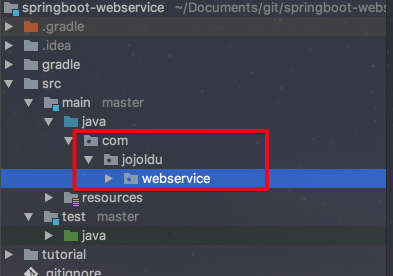 springboot-webservice ~/Documents/git/springboot-webs
.gradle
.idea
gradle
src
main master
java
com
jojoldu
webservice
resources
test master
java
tutorial
.gitignore